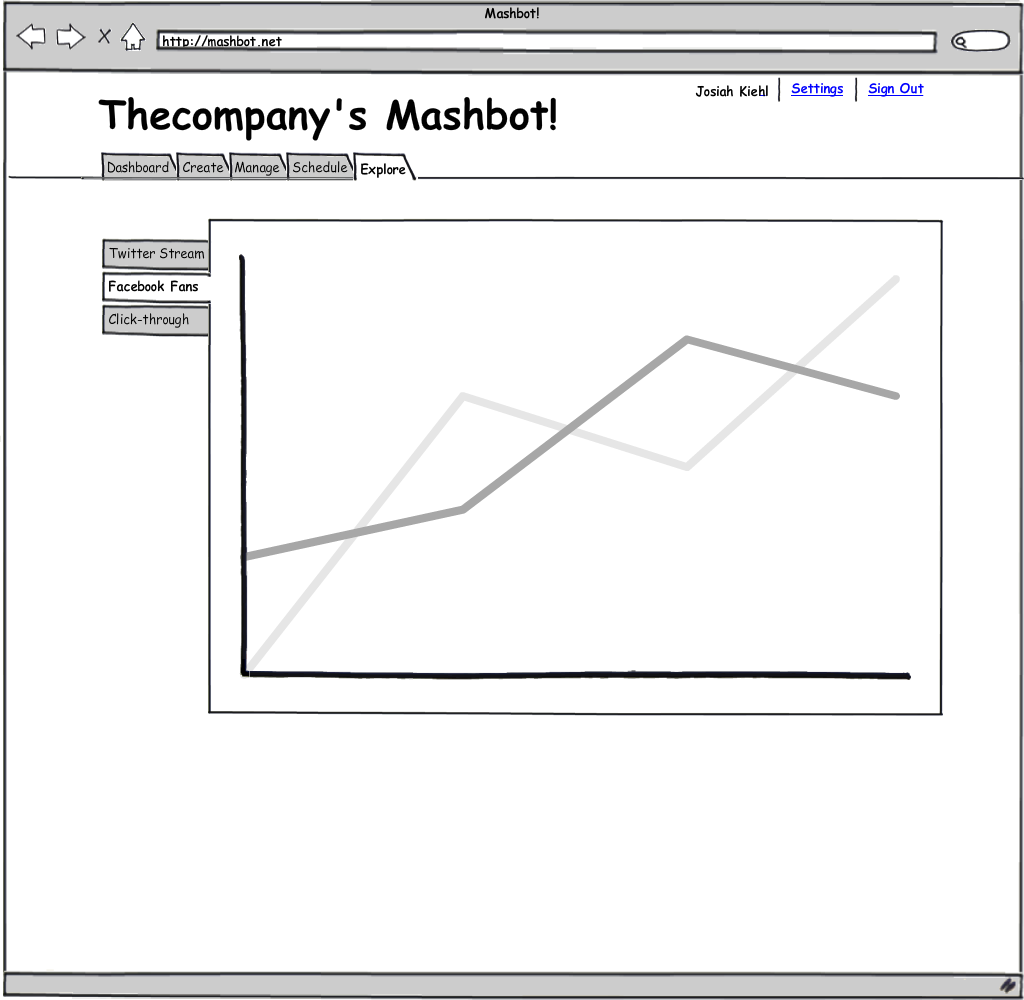 Mashbot!
http://mashbot.net
Josiah Kiehl
Settings
Sign Out
Thecompany's Mashbot!
Dashboard
Create
Manage
Schedule
Explore
Twitter Stream
Facebook Fans
Click-through